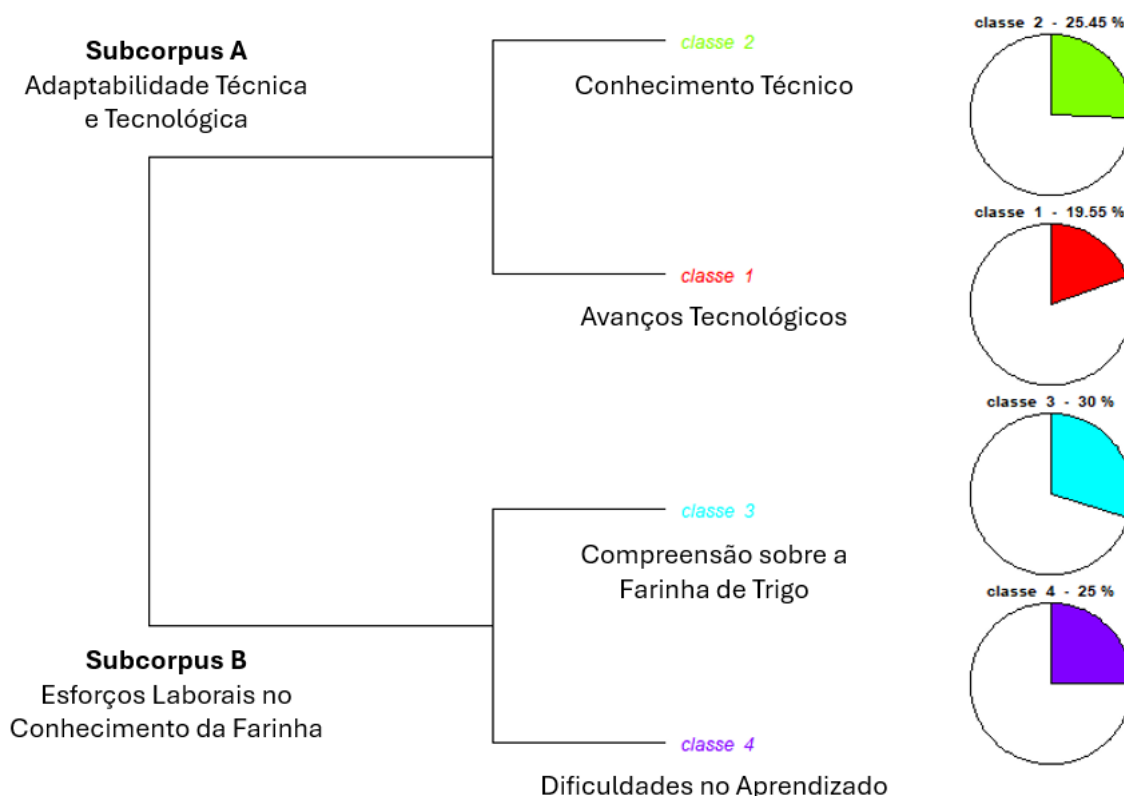 Subcorpus A
Adaptabilidade Técnica
e Tecnológica
classe 2
Conhecimento Técnico
classe 2 - 25.45 %
classe 1
Avanços Tecnológicos
classe 1 - 19.55 %
classe 3
Compreensão sobre a
Farinha de Trigo
classe 3 - 30 %
Subcorpus B
Esforços Laborais no
Conhecimento da Farinha
classe 4
Dificuldades no Aprendizado
classe 4 - 25 %